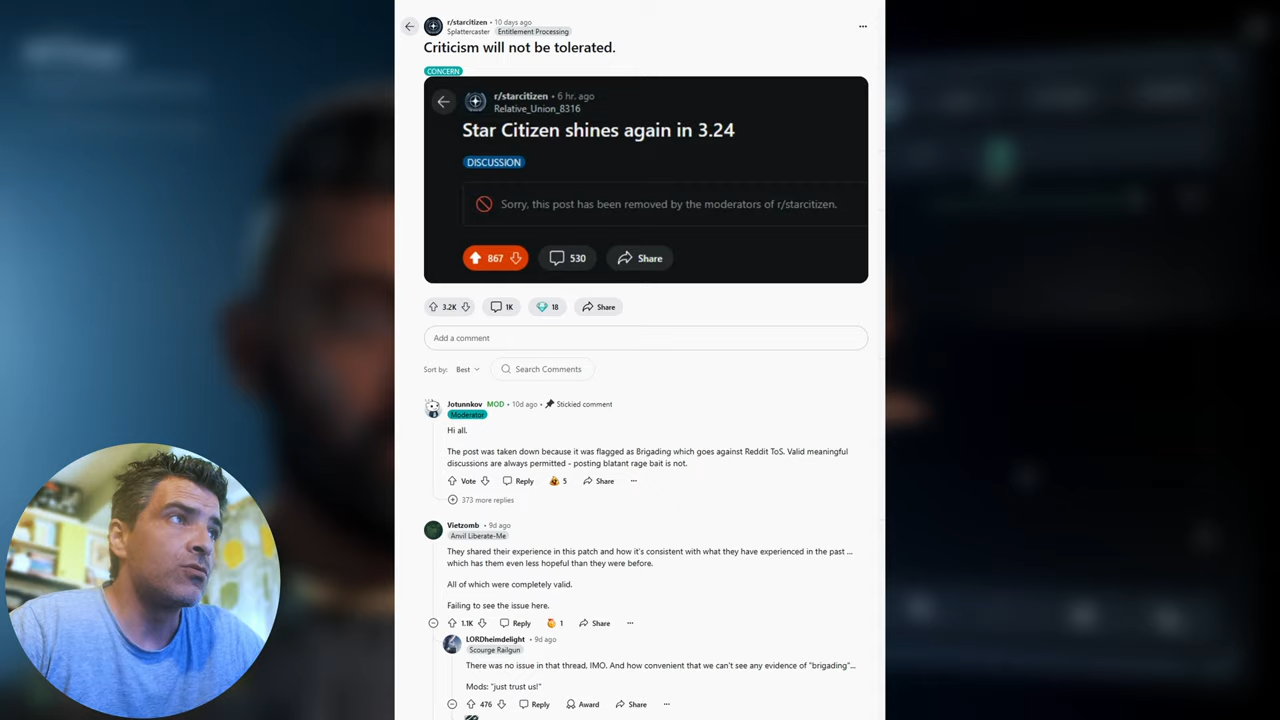 r/starcitizen • 10 days ago
Splattercaster Entitlement Processing
Criticism will not be tolerated.
CONCERN
r/starcitizen • 6 hr. ago
Relative_Union_8316
Star Citizen shines again in 3.24
DISCUSSION
Sorry, this post has been removed by the moderators of r/starcitizen.
867 530 Share
3.2K 1K 18 Share
Add a comment
Sort by: Best Search Comments
Jotunnkov MOD • 10d ago • Stickied comment
Moderator
Hi all.
The post was taken down because it was flagged as Brigading which goes against Reddit ToS. Valid meaningful
discussions are always permitted - posting blatant rage bait is not.
Vote Reply 5 Share
373 more replies
Vietzomb • 9d ago
Anvil Liberate-Me
They shared their experience in this patch and how it's consistent with what they have experienced in the past ...
which has them even less hopeful than they were before.
All of which were completely valid.
Failing to see the issue here.
1.1K Reply 1 Share
LORDheimdelight • 9d ago
Scourge Railgun
There was no issue in that thread, IMO. And how convenient that we can't see any evidence of "brigading"...
Mods: "just trust us!"
476 Reply Award Share